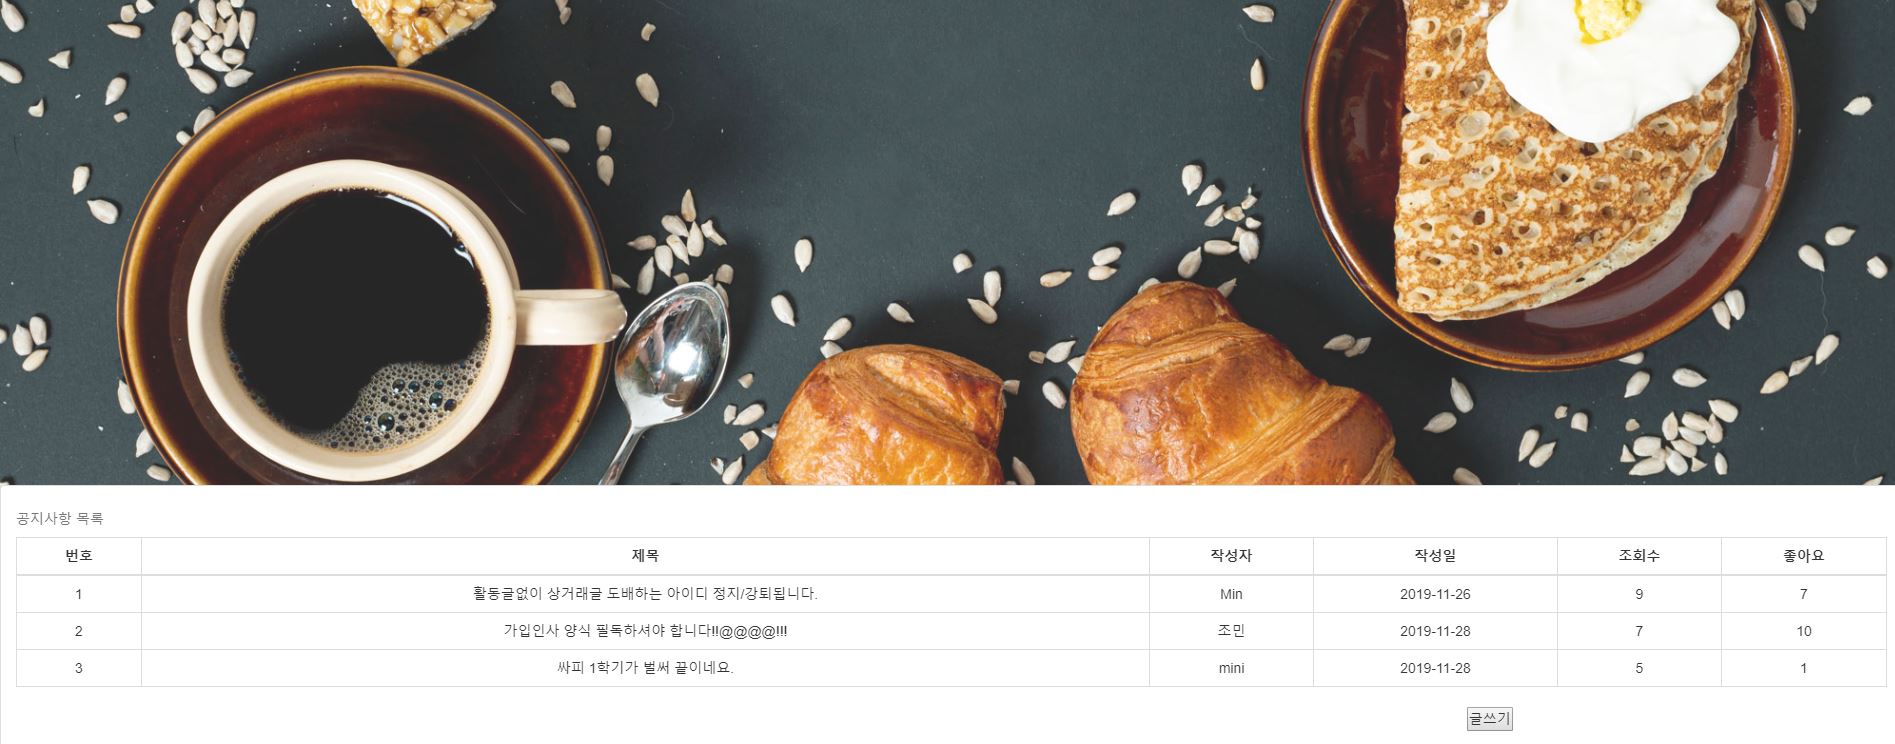 공지사항 목록
번호 제목 작성자 작성일 조회수 좋아요
1 활동글없이 상거래글 도배하는 아이디 정지/강퇴됩니다. Min 2019-11-26 9 7
2 가입인사 양식 필독하셔야 합니다!!@@@@!!! 조민 2019-11-28 7 10
3 싸피 1학기가 벌써 끝이네요. mini 2019-11-28 5 1
글쓰기